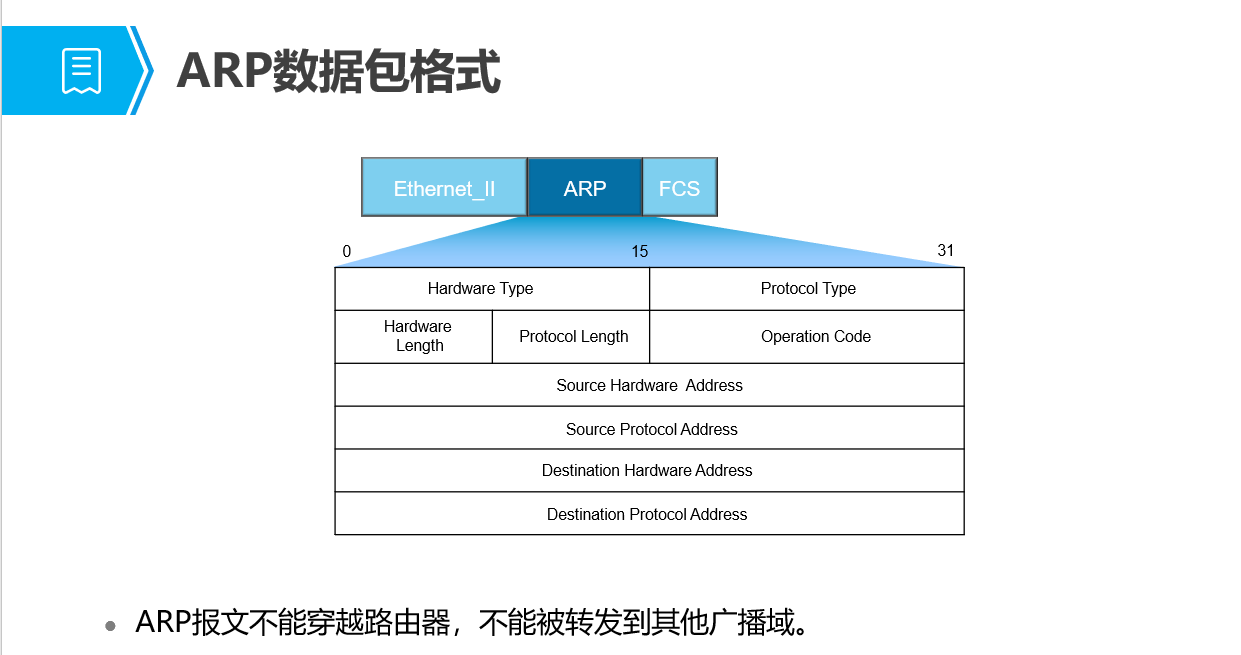 ARP数据包格式
Ethernet_II ARP FCS
0 15 31
Hardware Type Protocol Type
Hardware
Length
Protocol Length Operation Code
Source Hardware Address
Source Protocol Address
Destination Hardware Address
Destination Protocol Address
ARP报文不能穿越路由器，不能被转发到其他广播域。